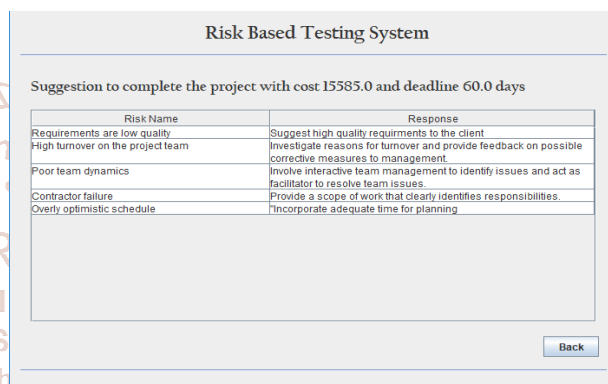 Risk Based Testing System
Suggestion to complete the project with cost 15585.0 and deadline 60.0 days
Risk Name Response
Requirements are low quality Suggest high quality requirments to the client
High turnover on the project team Investigate reasons for turnover and provide feedback on possible
corrective measures to management.
Poor team dynamics Involve interactive team management to identify issues and act as
facilitator to resolve team issues.
Contractor failure Provide a scope of work that clearly identifies responsibilities.
Overly optimistic schedule "Incorporate adequate time for planning
Back